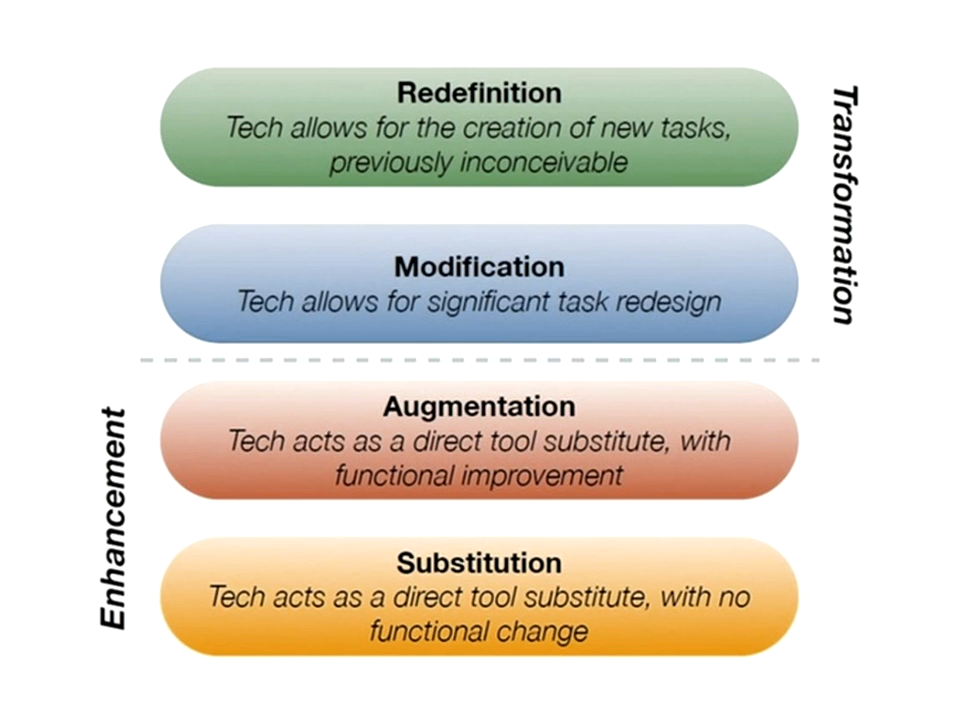 Redefinition
Tech allows for the creation of new tasks,
previously inconceivable
Transformation
Modification
Tech allows for significant task redesign
Augmentation
Tech acts as a direct tool substitute, with
functional improvement
Enhancement
Substitution
Tech acts as a direct tool substitute, with no
functional change